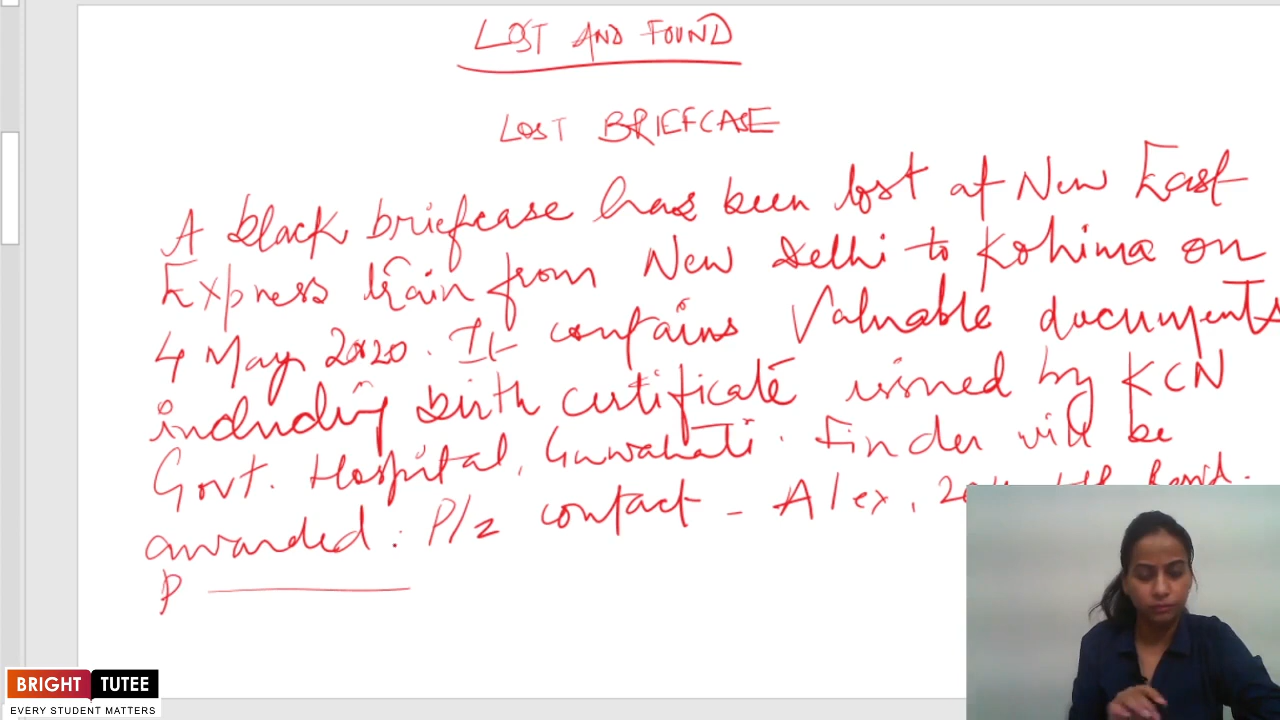 LOST AND FOUND
LOST BRIEFCASE
A black briefcase has been lost at New East
Express train from New Delhi to Kohima on
4 May 2020. It contains Valuable documents
including birth certificate issued by KCN
Govt. Hospital, Guwahati. Finder will be
awarded. Plz contact - Alex,
P
BRIGHT TUTEE
EVERY STUDENT MATTERS